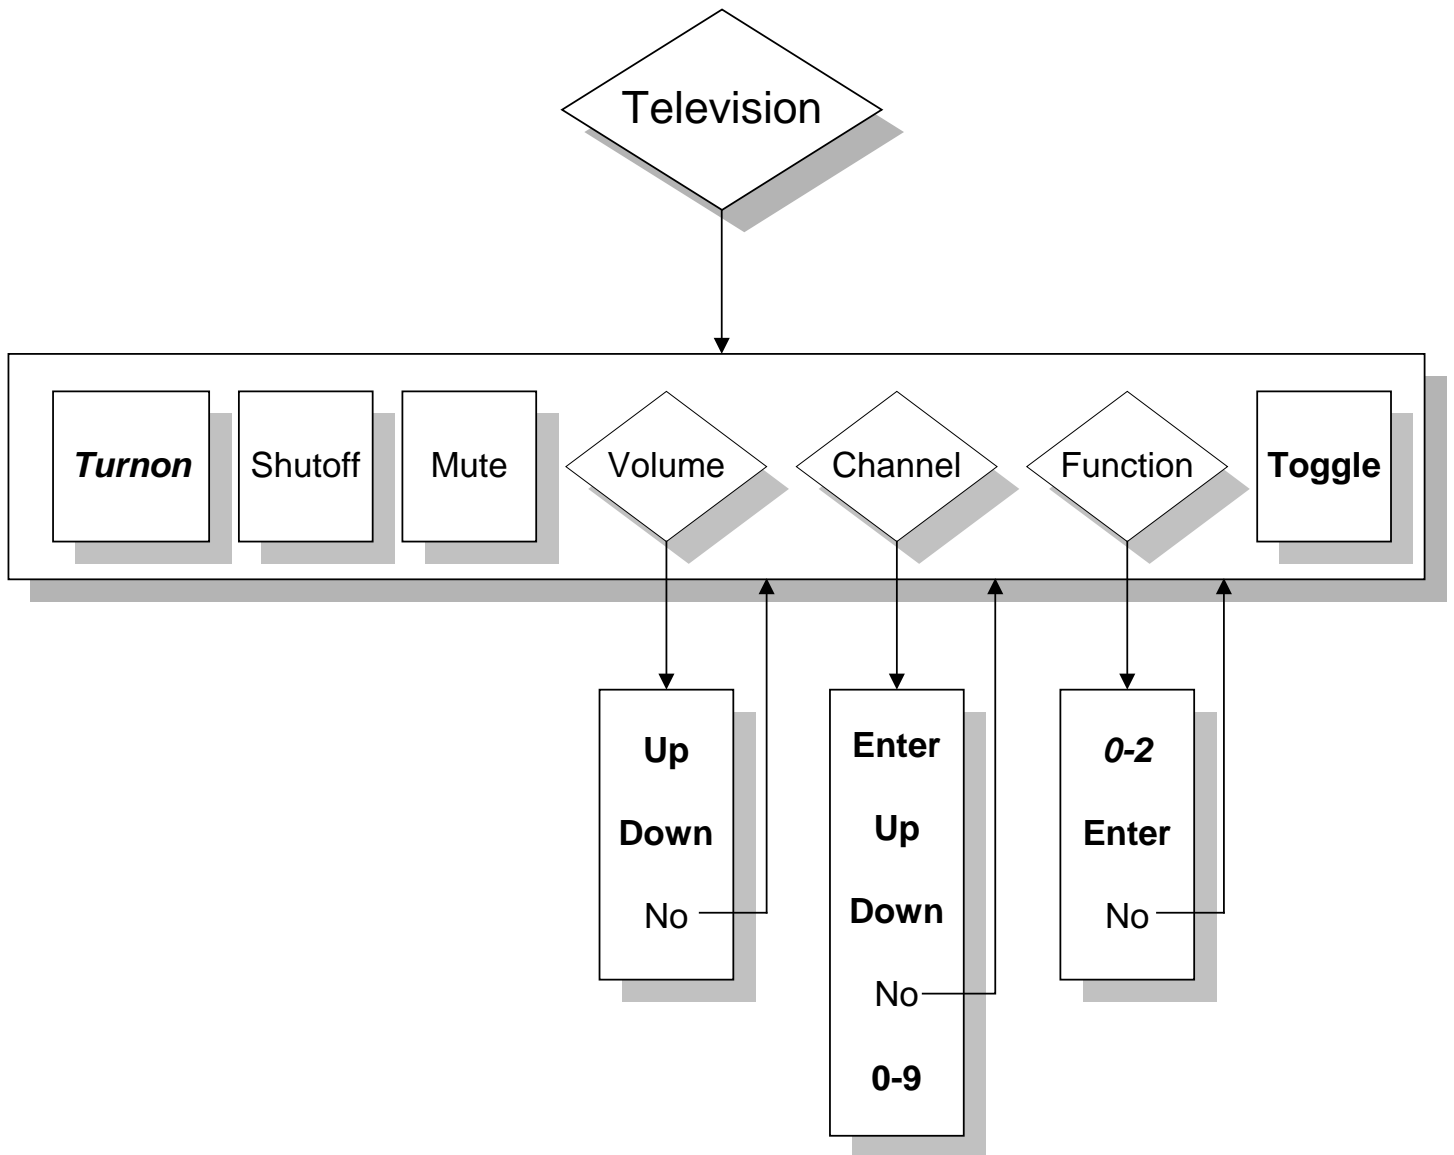 Television
Turnon
Shutoff
Mute
Volume
Channel
Function
Toggle
Up
Down
No
Enter
Up
Down
No
0-9
0-2
Enter
No